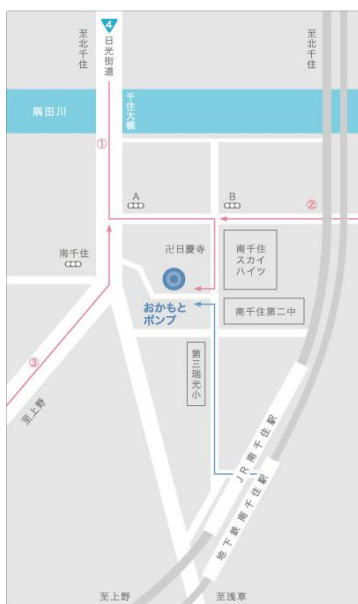 至北千住
4
日光街道
至北千住
隅田川
千住大橋
①
A
B
②
南千住
卍日慶寺
南千住
スカイ
ハイツ
おかもと
ポンプ
南千住第二中
③
第三瑞光小
至上野
JR南千住駅
地下鉄南千住駅
至上野
至浅草